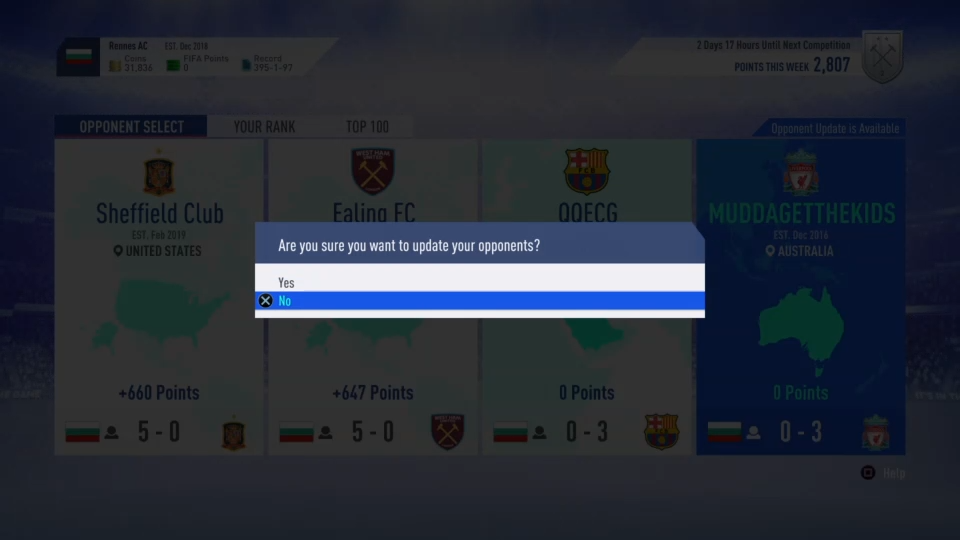 Rennes AC EST. Dec 2018
Coins 31,836 FIFA Points 0 Record 395-1-97
2 Days 17 Hours Until Next Competition
POINTS THIS WEEK 2,807
OPPONENT SELECT YOUR RANK TOP 100
Opponent Update is Available
Sheffield Club
EST. Feb 2019
UNITED STATES
+660 Points
5 - 0
WEST HAM UNITED
Ealing FC
+647 Points
5 - 0
QOECG
0 Points
0 - 3
MUDDAGETTHEKIDS
EST. Dec 2016
AUSTRALIA
0 Points
0 - 3
Are you sure you want to update your opponents?
Yes
No
Help